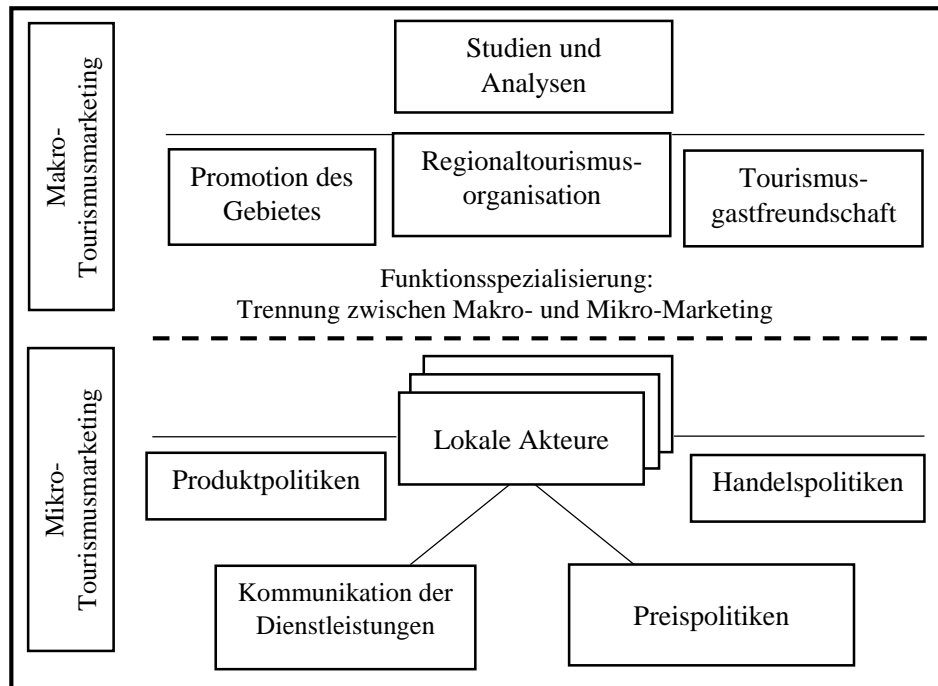 Makro-
Tourismusmarketing
Studien und
Analysen
Promotion des
Gebietes
Regionaltourismus-
organisation
Tourismus-
gastfreundschaft
Funktionsspezialisierung:
Trennung zwischen Makro- und Mikro-Marketing
Mikro-
Tourismusmarketing
Lokale Akteure
Produktpolitiken
Handelspolitiken
Kommunikation der
Dienstleistungen
Preispolitiken